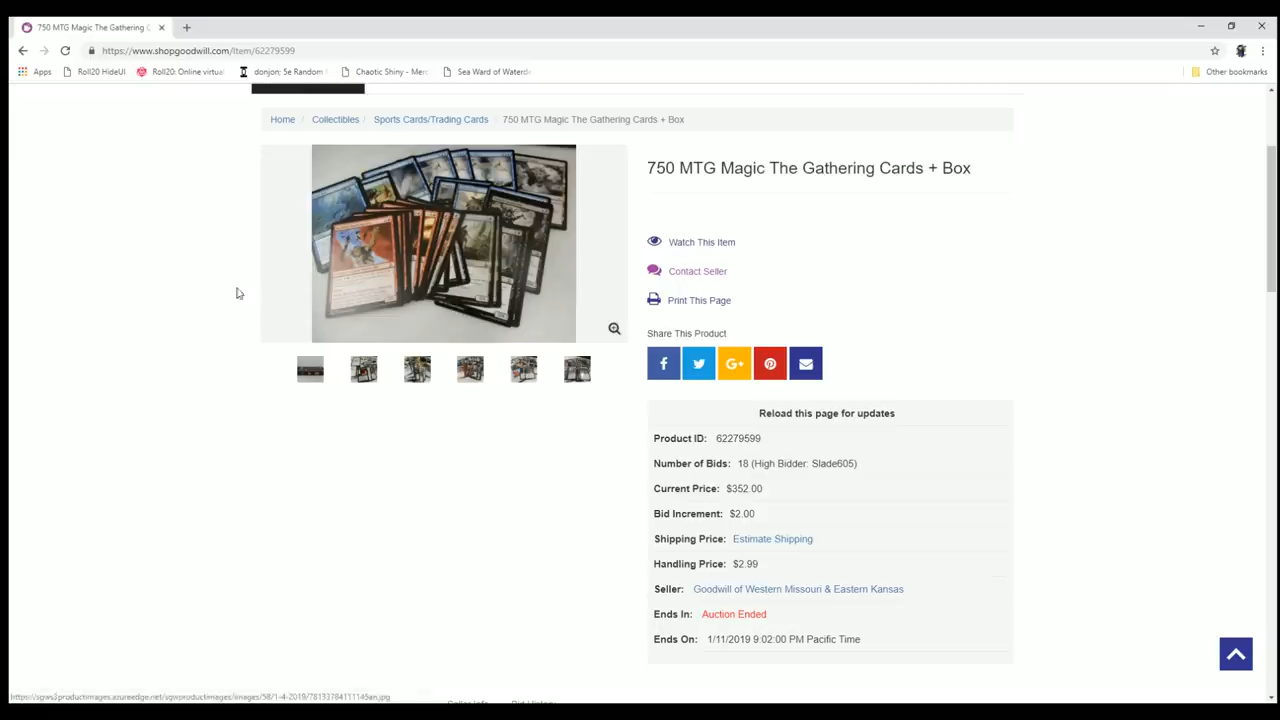 750 MTG Magic The Gathering C
https://www.shopgoodwill.com/Item/62279599
Apps
Roll20 HideUI
Roll20: Online virtual
donjon; 5e Random
Chaotic Shiny - Mer
Sea Ward of Waterd
Other bookmarks
Home / Collectibles / Sports Cards/Trading Cards 750 MTG Magic The Gathering Cards + Box
750 MTG Magic The Gathering Cards + Box
Watch This Item
Contact Seller
Print This Page
Share This Product
Reload this page for updates
Product ID: 62279599
Number of Bids: 18 (High Bidder: Slade605)
Current Price: $352.00
Bid Increment: $2.00
Shipping Price: Estimate Shipping
Handling Price: $2.99
Seller: Goodwill of Western Missouri & Eastern Kansas
Ends In: Auction Ended
Ends On: 1/11/2019 9:02:00 PM Pacific Time